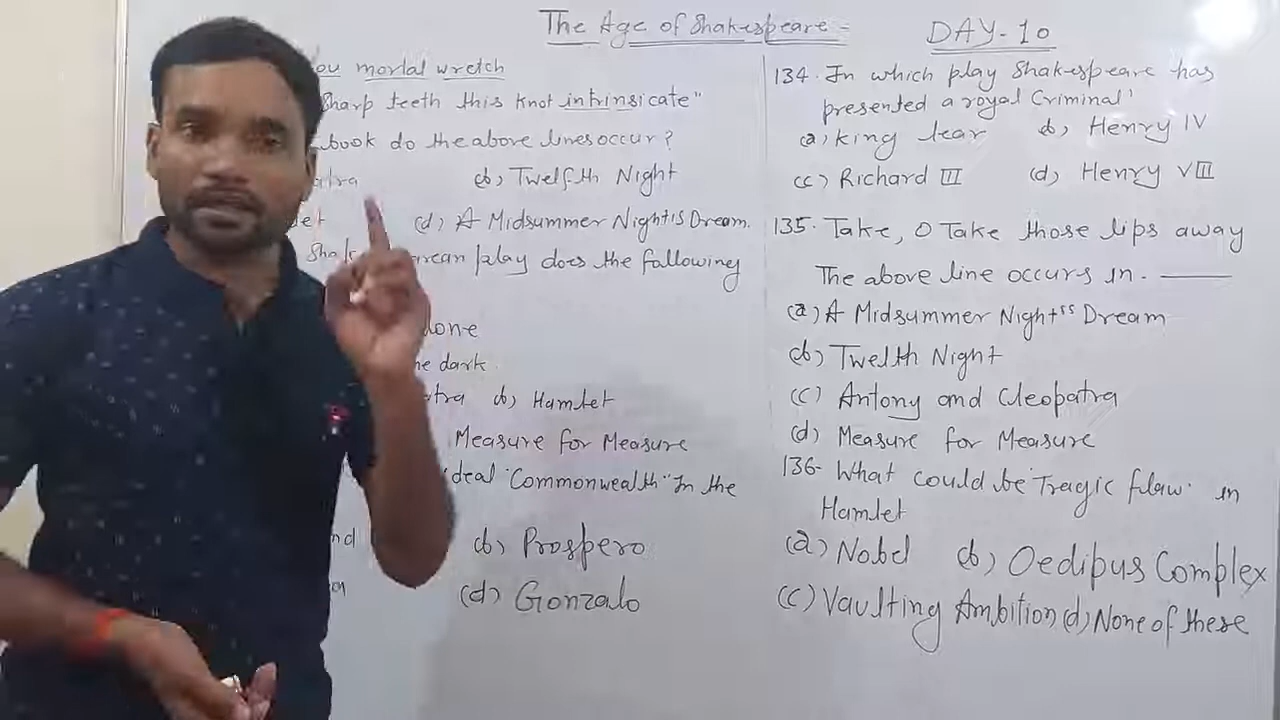 The Age of Shakespeare -
DAY-10
you mortal wretch
Sharp teeth this knot intrinsicate"
book do the above lines occur?
atra (b) Twelfth Night
let (d) A Midsummer Night's Dream.
Shak earean play does the fallowing
done
he dark.
atra (b) Hamlet
Measure for Measure
deal "Commonwealth" In the
nd (b) Prospero
(d) Gonzalo
134. In which play Shakespeare has
presented a royal Criminal'
(a) King lear (b) Henry IV
(c) Richard III (d) Henry VIII
135. Take, O Take those lips away
The above line occurs in. ———
(a) A Midsummer Night's Dream
(b) Twelth Night
(c) Antony and Cleopatra
(d) Measure for Measure
136- What could be "Tragic flaw" in
Hamlet
(a) Nobel (b) Oedipus Complex
(c) Vaulting Ambition (d) None of these